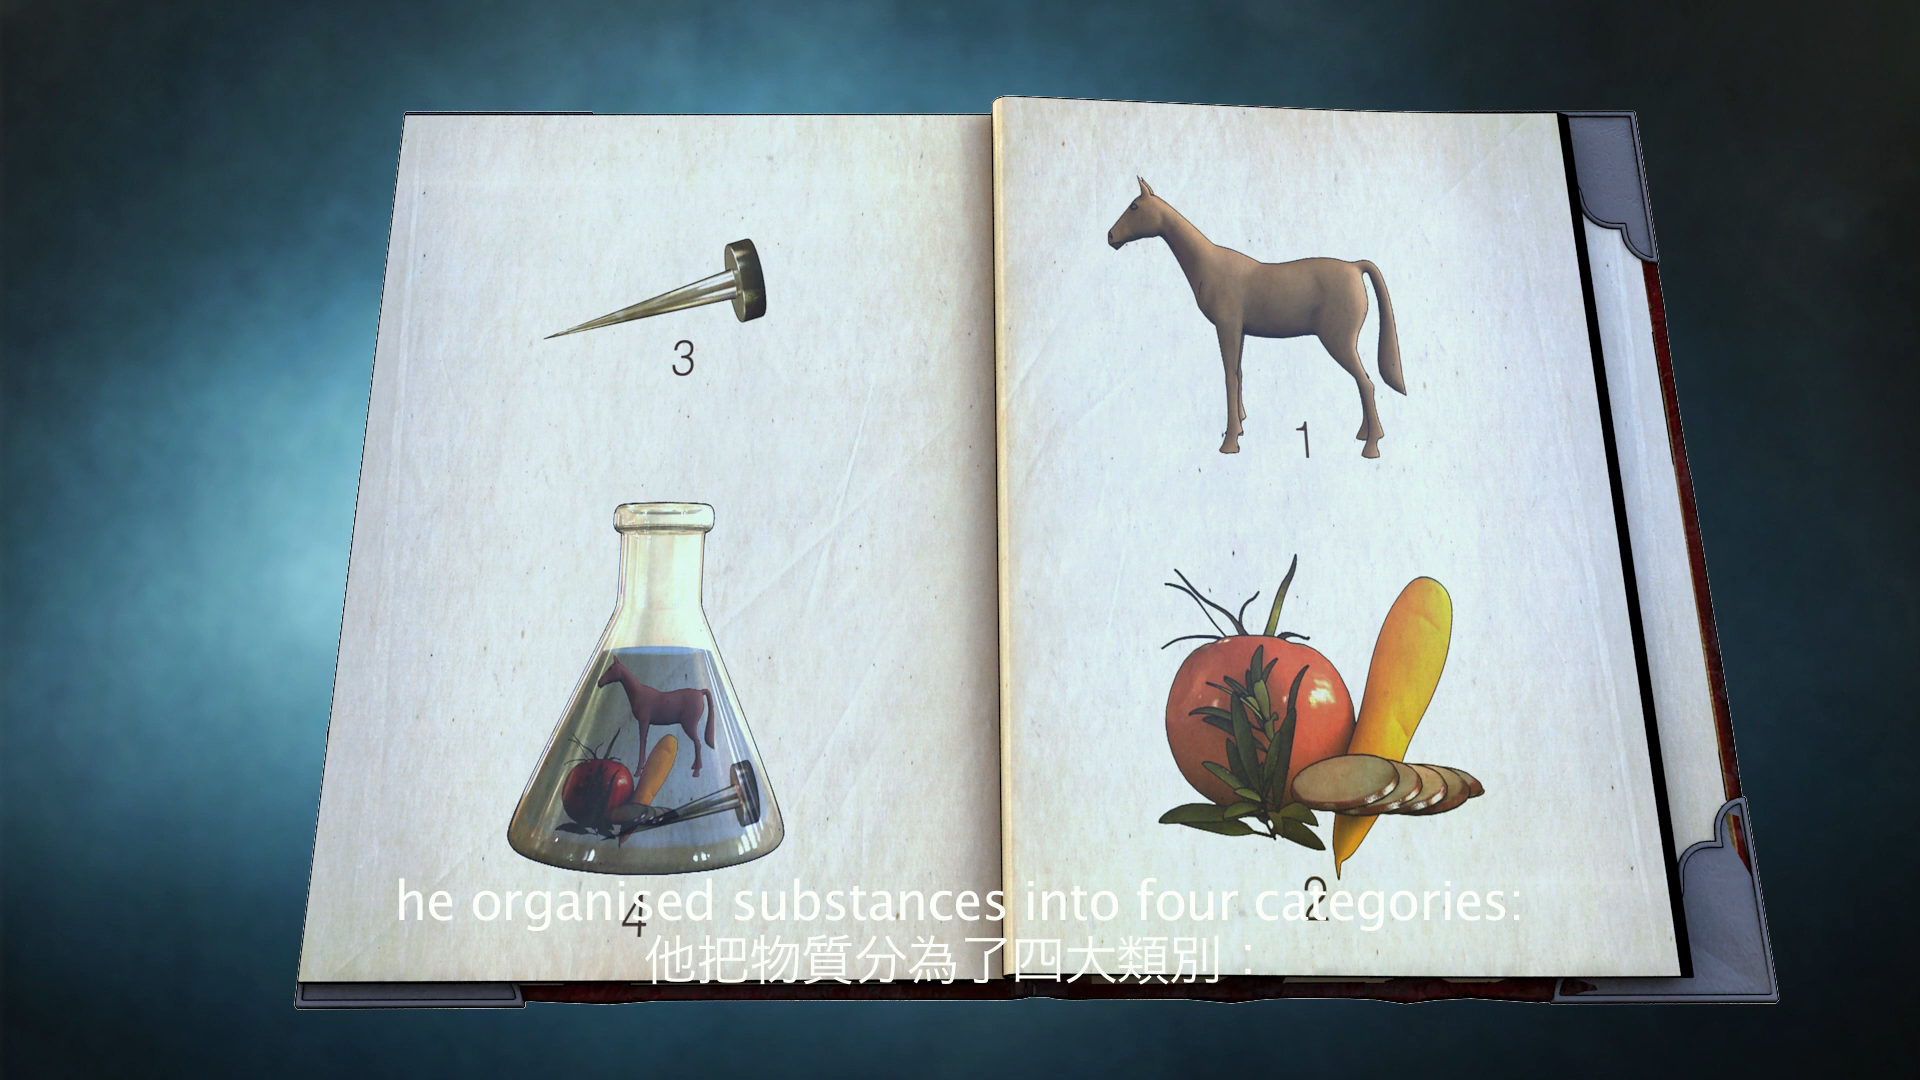 3
1
4
2
he organised substances into four categories:
他把物質分為了四大類別：